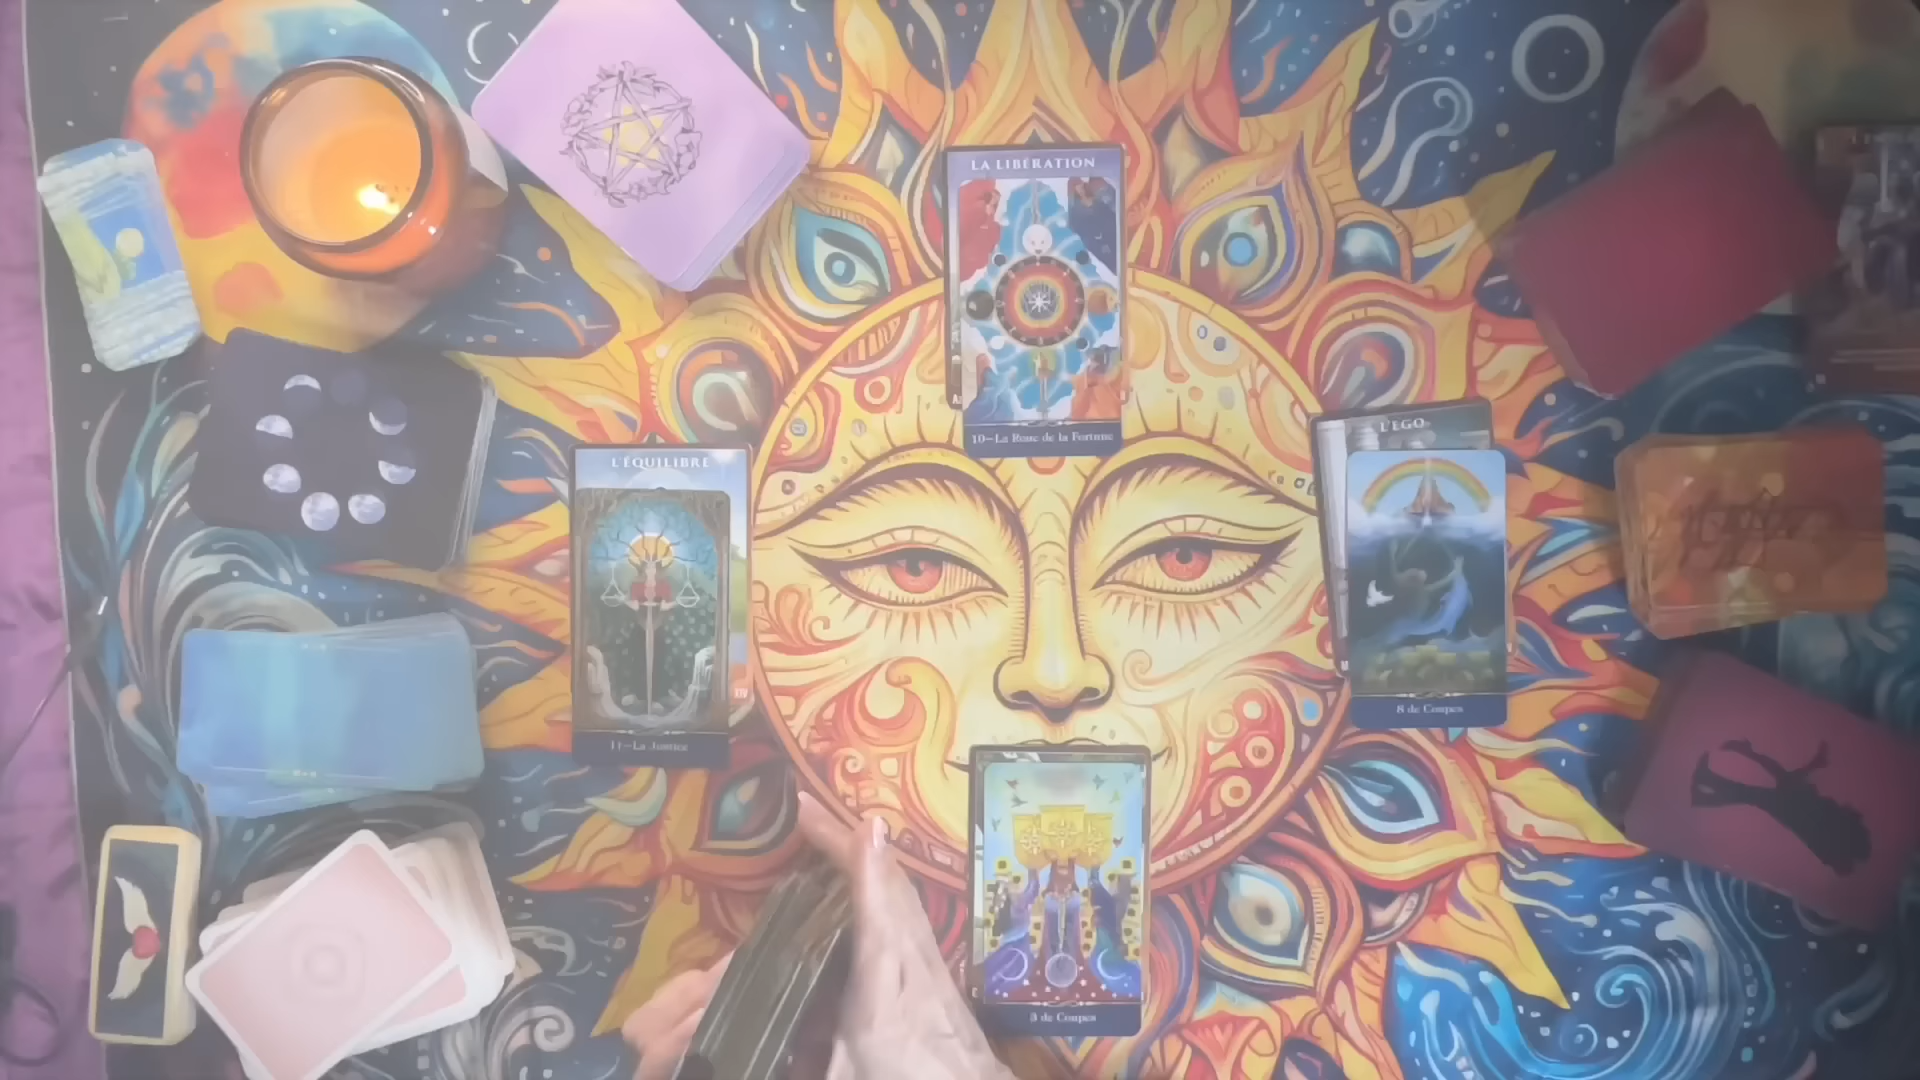 LA LIBÉRATION
10-La Roue de la Fortune
L'ÉQUILIBRE
XIV
11-La Justice
L'EGO
8 de Coupes
3 de Coupes